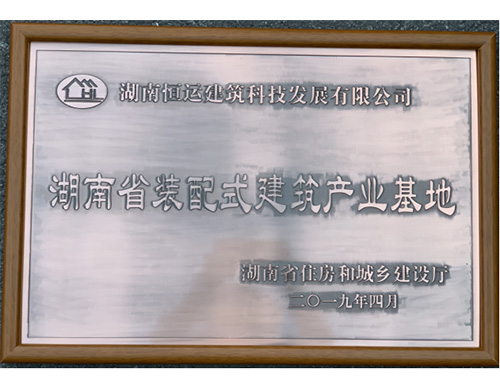 湖南恒运建筑科技发展有限公司
湖南省装配式建筑产业基地
湖南省住房和城乡建设厅
二〇一九年四月